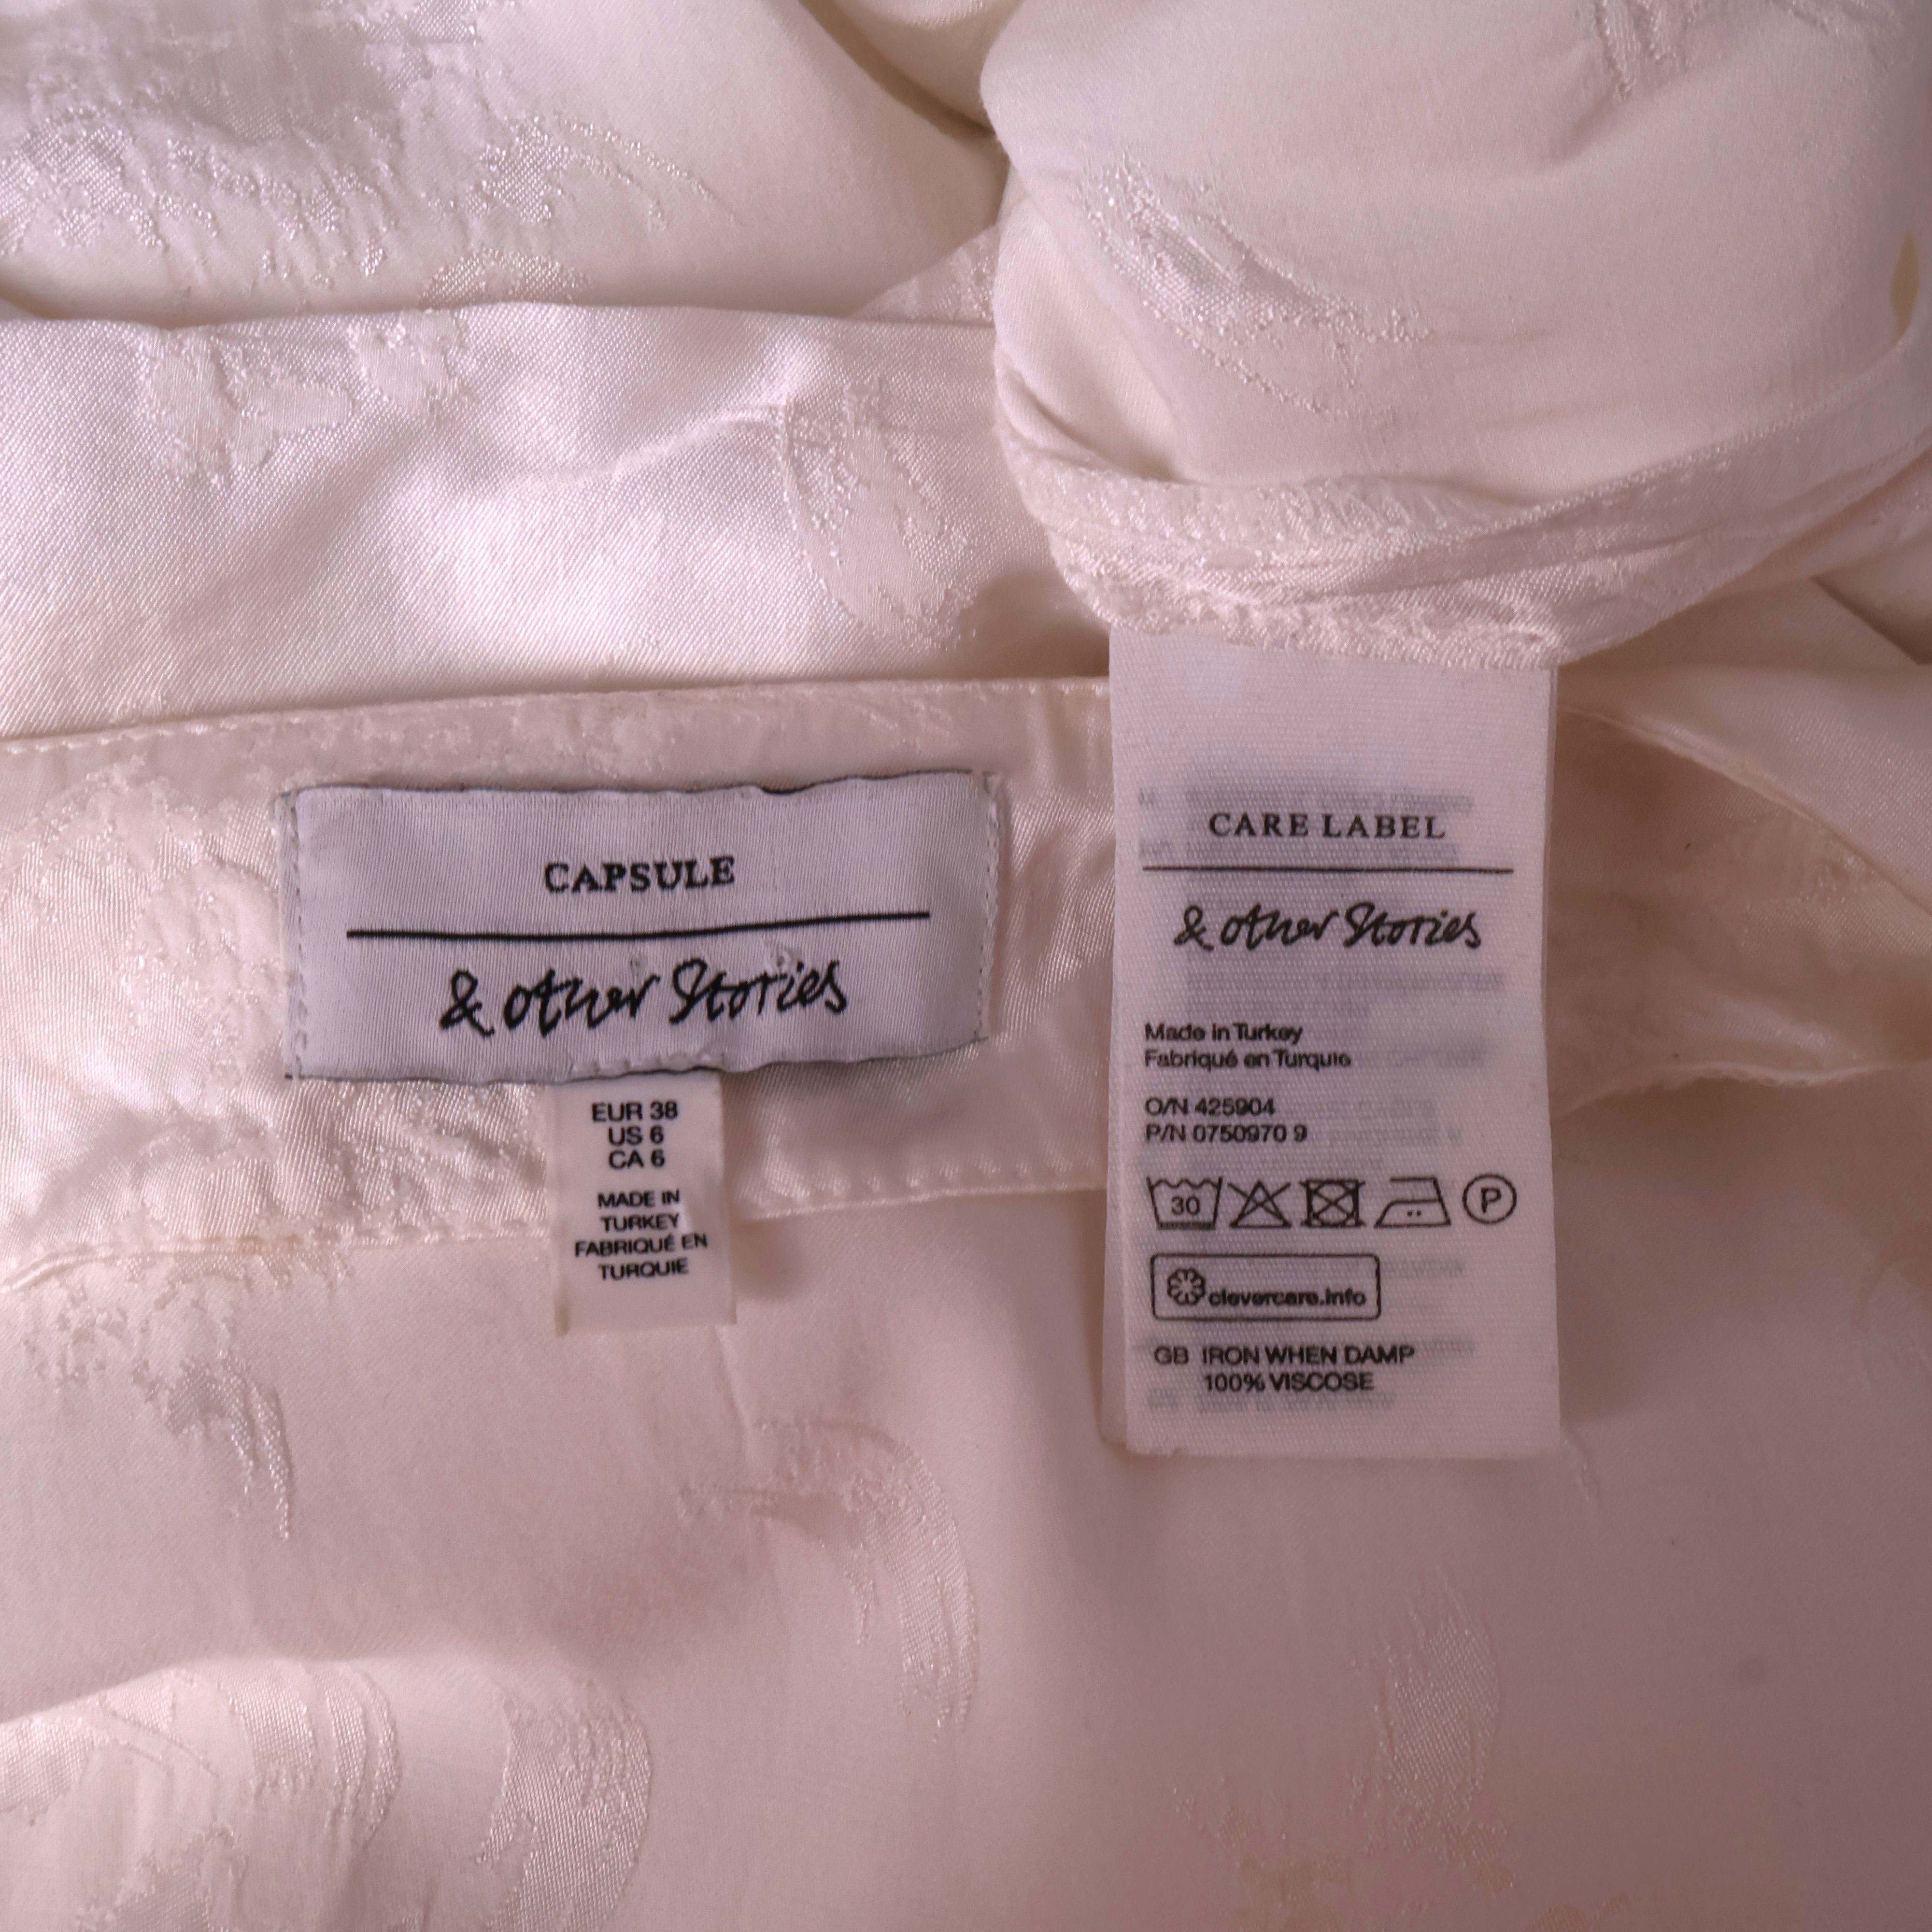 CAPSULE
& other Stories
EUR 38
US 6
CA 6
MADE IN
TURKEY
FABRIQUÉ EN
TURQUIE
CARE LABEL
& other Stories
Made in Turkey
Fabriqué en Turquie
O/N 425904
P/N 0750970 9
30
P
clevercare.info
GB IRON WHEN DAMP
100% VISCOSE